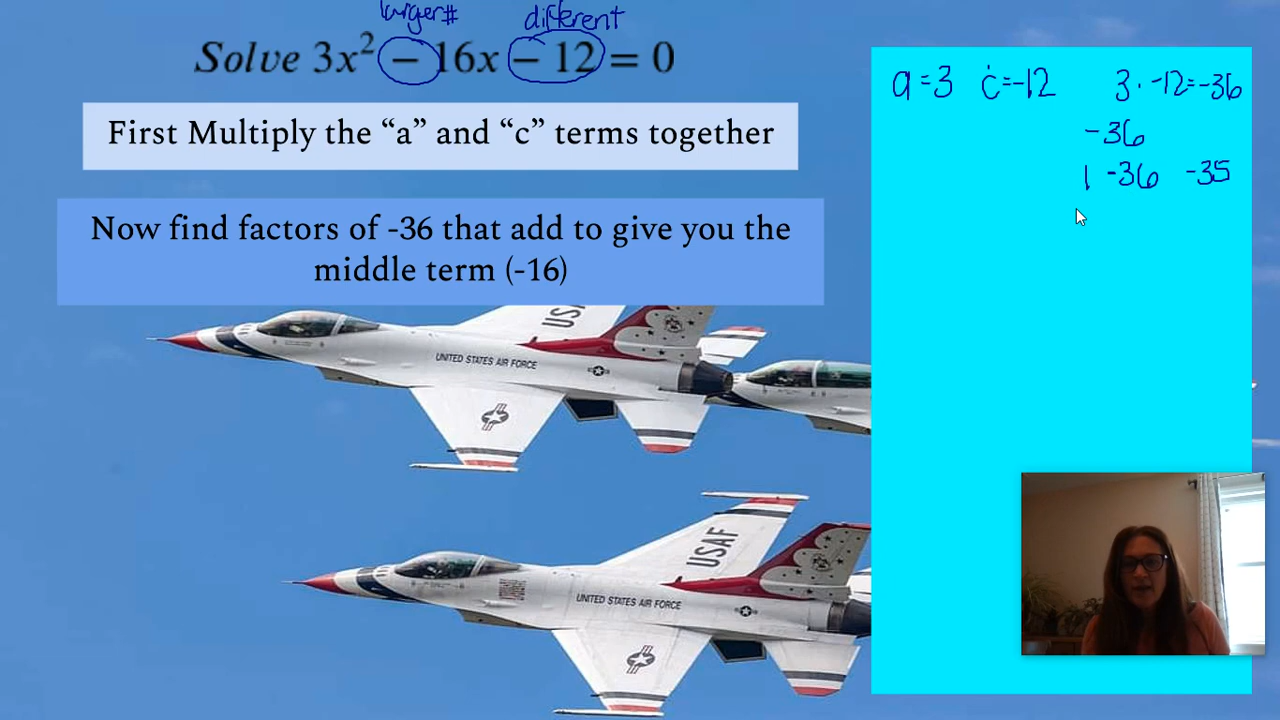 larger# different
Solve 3x² − 16x − 12 = 0
a=3 c=-12 3·-12=-36
First Multiply the “a” and “c” terms together
-36
1 -36 -35
Now find factors of -36 that add to give you the
middle term (-16)
USAF
UNITED STATES AIR FORCE
USAF
UNITED STATES AIR FORCE